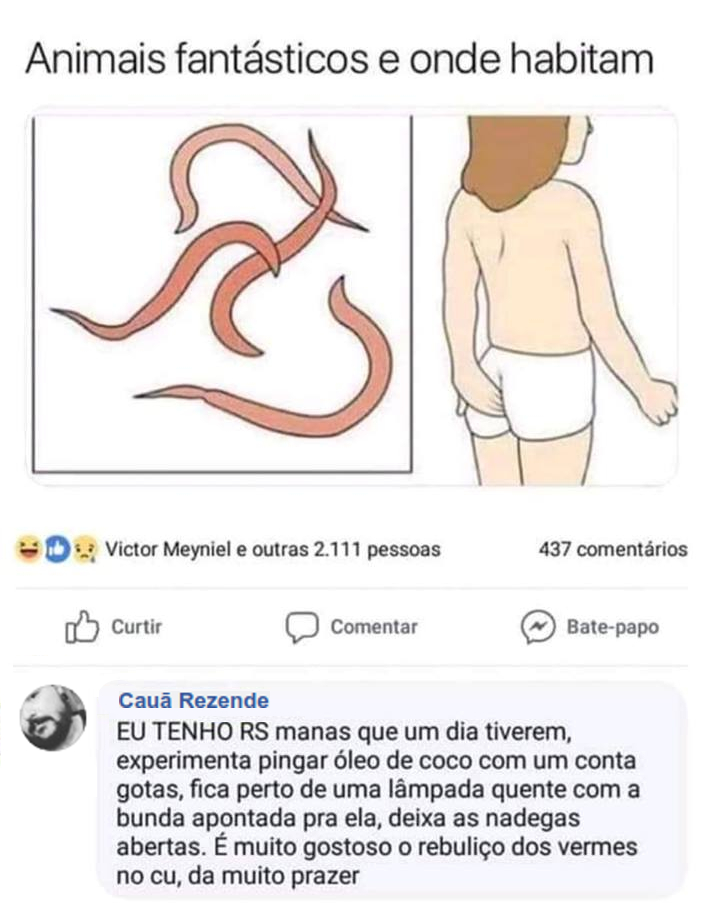 Animais fantásticos e onde habitam
Victor Meyniel e outras 2.111 pessoas
437 comentários
Curtir
Comentar
Bate-papo
Cauã Rezende
EU TENHO RS manas que um dia tiverem,
experimenta pingar óleo de coco com um conta
gotas, fica perto de uma lâmpada quente com a
bunda apontada pra ela, deixa as nadegas
abertas. É muito gostoso o rebuliço dos vermes
no cu, da muito prazer